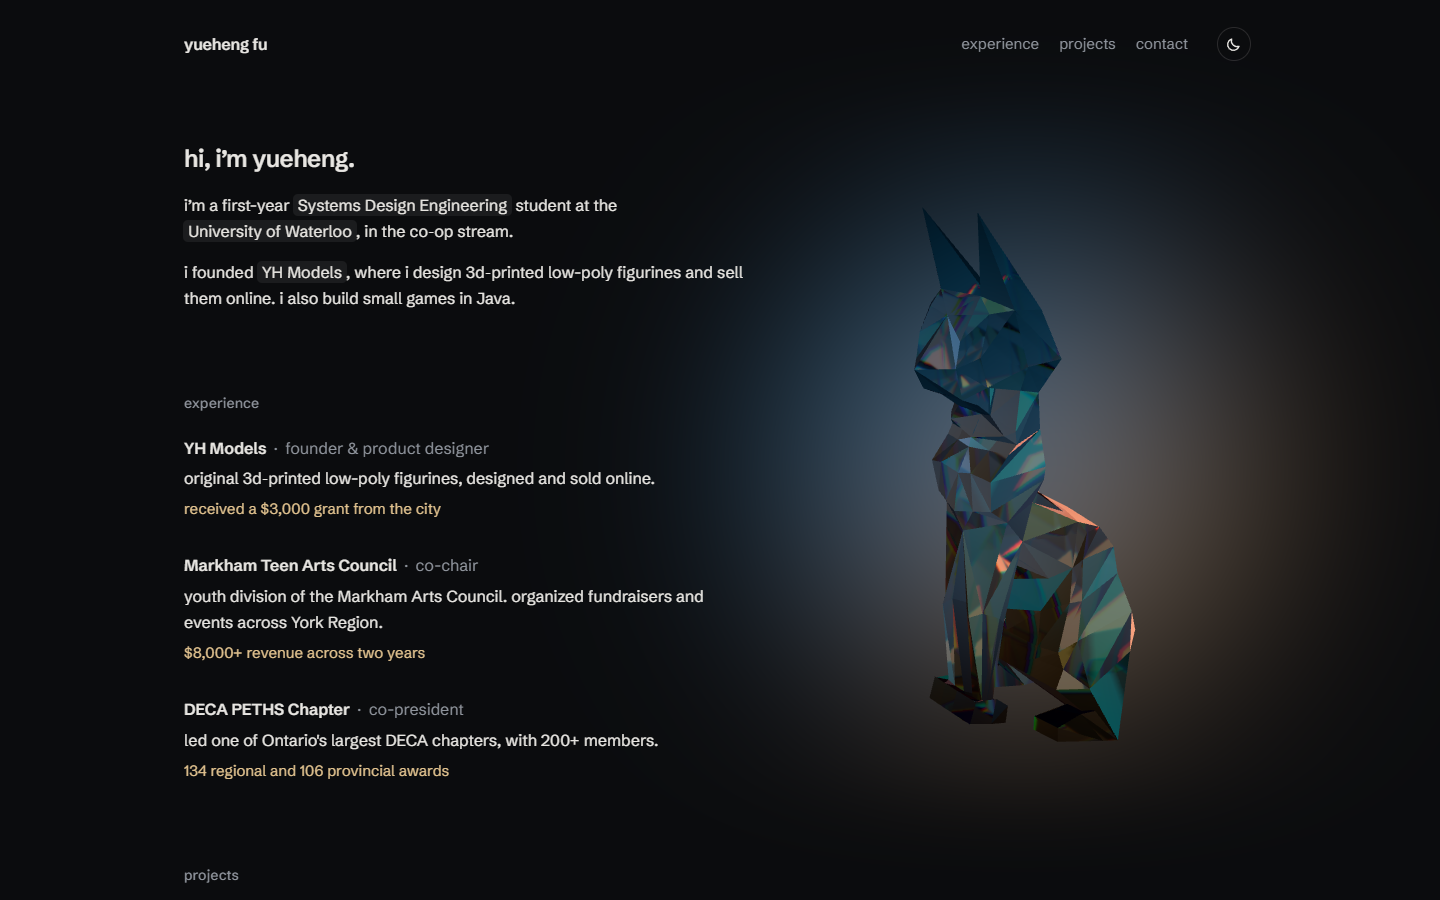 yueheng fu
experience projects contact
hi, i’m yueheng.
i’m a first-year Systems Design Engineering student at the
University of Waterloo, in the co-op stream.
i founded YH Models, where i design 3d-printed low-poly figurines and sell
them online. i also build small games in Java.
experience
YH Models · founder & product designer
original 3d-printed low-poly figurines, designed and sold online.
received a $3,000 grant from the city
Markham Teen Arts Council · co-chair
youth division of the Markham Arts Council. organized fundraisers and
events across York Region.
$8,000+ revenue across two years
DECA PETHS Chapter · co-president
led one of Ontario's largest DECA chapters, with 200+ members.
134 regional and 106 provincial awards
projects